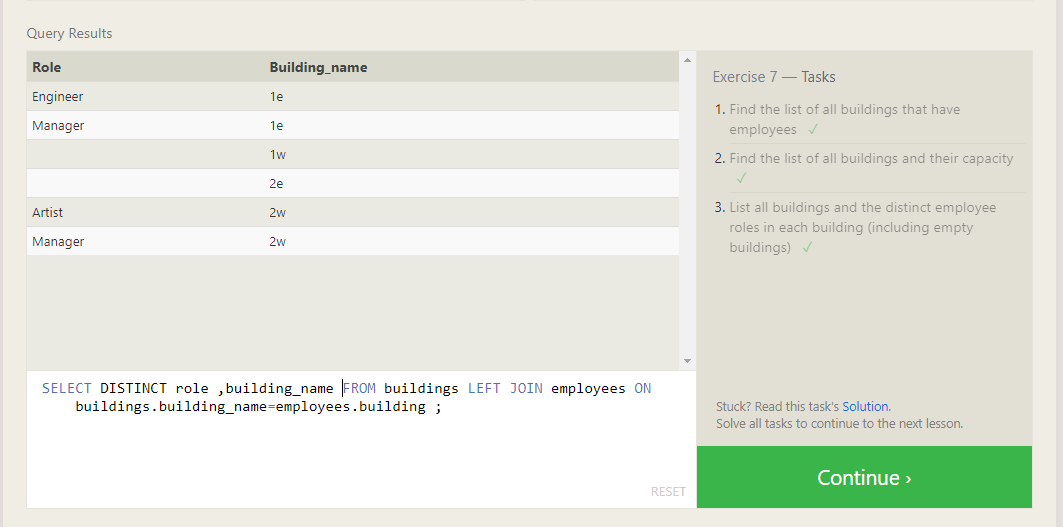 Query Results
Role Building_name
Engineer 1e
Manager 1e
1w
2e
Artist 2w
Manager 2w
SELECT DISTINCT role ,building_name FROM buildings LEFT JOIN employees ON
buildings.building_name=employees.building ;
RESET
Exercise 7 — Tasks
1. Find the list of all buildings that have
employees ✓
2. Find the list of all buildings and their capacity
✓
3. List all buildings and the distinct employee
roles in each building (including empty
buildings) ✓
Stuck? Read this task's Solution.
Solve all tasks to continue to the next lesson.
Continue ›